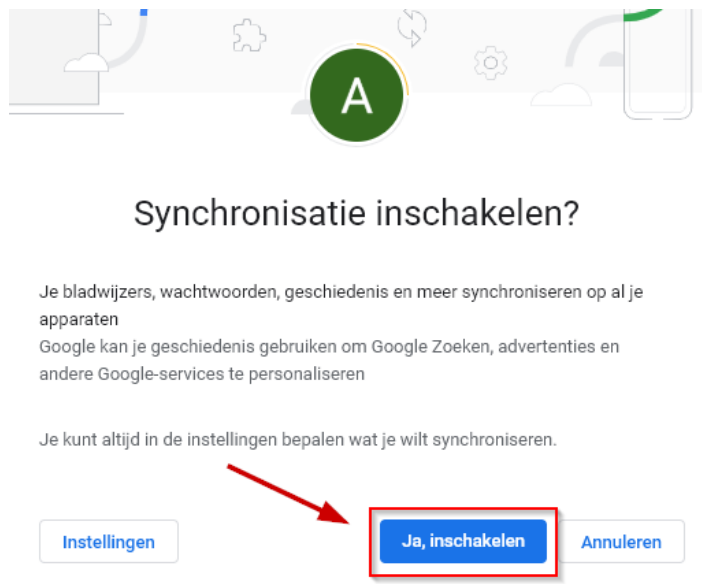 A
Synchronisatie inschakelen?
Je bladwijzers, wachtwoorden, geschiedenis en meer synchroniseren op al je
apparaten
Google kan je geschiedenis gebruiken om Google Zoeken, advertenties en
andere Google-services te personaliseren
Je kunt altijd in de instellingen bepalen wat je wilt synchroniseren.
Instellingen
Ja, inschakelen
Annuleren